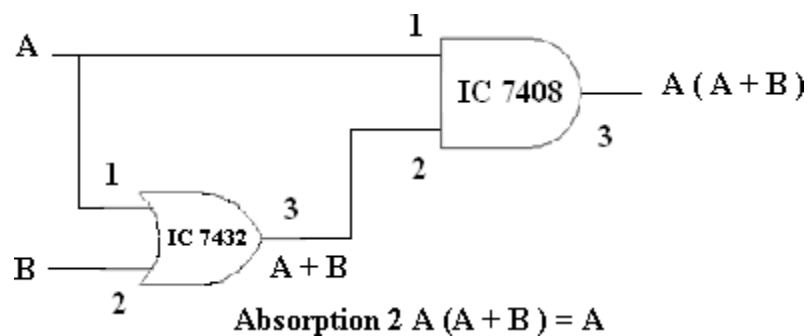 1
A
IC 7408
A ( A + B )
3
2
1
3
IC 7432
B
A + B
2
Absorption 2 A (A + B ) = A